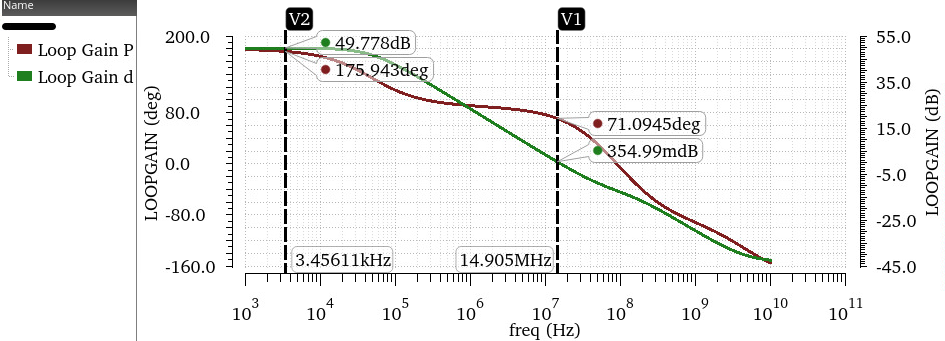 Name
Loop Gain P
Loop Gain d
V2
V1
200.0
80.0
0.0
-80.0
-160.0
LOOPGAIN (deg)
49.778dB
175.943deg
71.0945deg
354.99mdB
3.45611kHz
14.905MHz
55.0
35.0
15.0
-5.0
-25.0
-45.0
LOOPGAIN (dB)
10³ 10⁴ 10⁵ 10⁶ 10⁷ 10⁸ 10⁹ 10¹⁰ 10¹¹
freq (Hz)